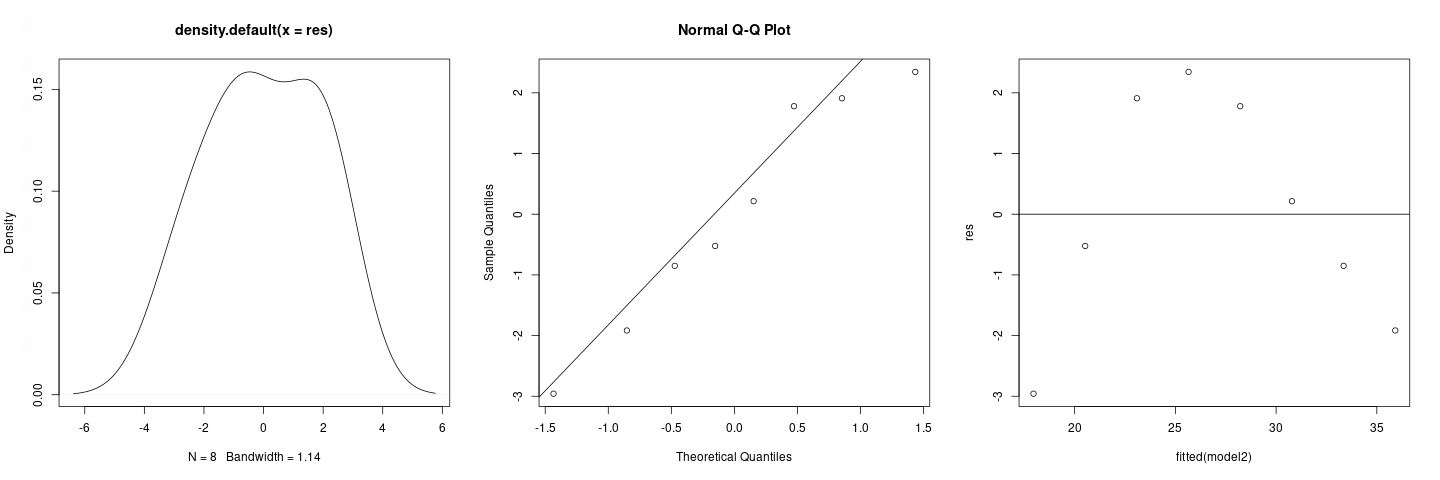 density.default(x = res)
Density
0.00
0.05
0.10
0.15
-6 -4 -2 0 2 4 6
N = 8 Bandwidth = 1.14
Normal Q-Q Plot
Sample Quantiles
-3 -2 -1 0 1 2
-1.5 -1.0 -0.5 0.0 0.5 1.0 1.5
Theoretical Quantiles
res
-3 -2 -1 0 1 2
20 25 30 35
fitted(model2)